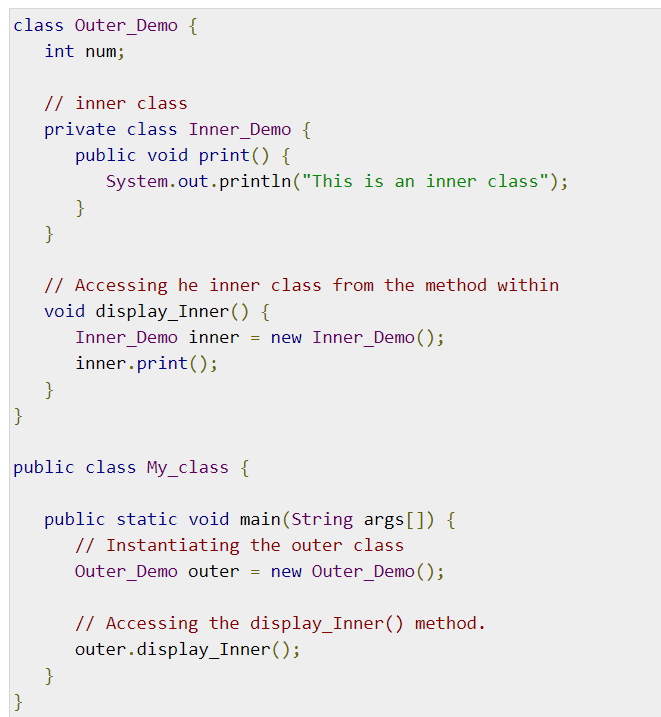 class Outer_Demo {
   int num;

   // inner class
   private class Inner_Demo {
      public void print() {
         System.out.println("This is an inner class");
      }
   }

   // Accessing he inner class from the method within
   void display_Inner() {
      Inner_Demo inner = new Inner_Demo();
      inner.print();
   }
}

public class My_class {

   public static void main(String args[]) {
      // Instantiating the outer class
      Outer_Demo outer = new Outer_Demo();

      // Accessing the display_Inner() method.
      outer.display_Inner();
   }
}